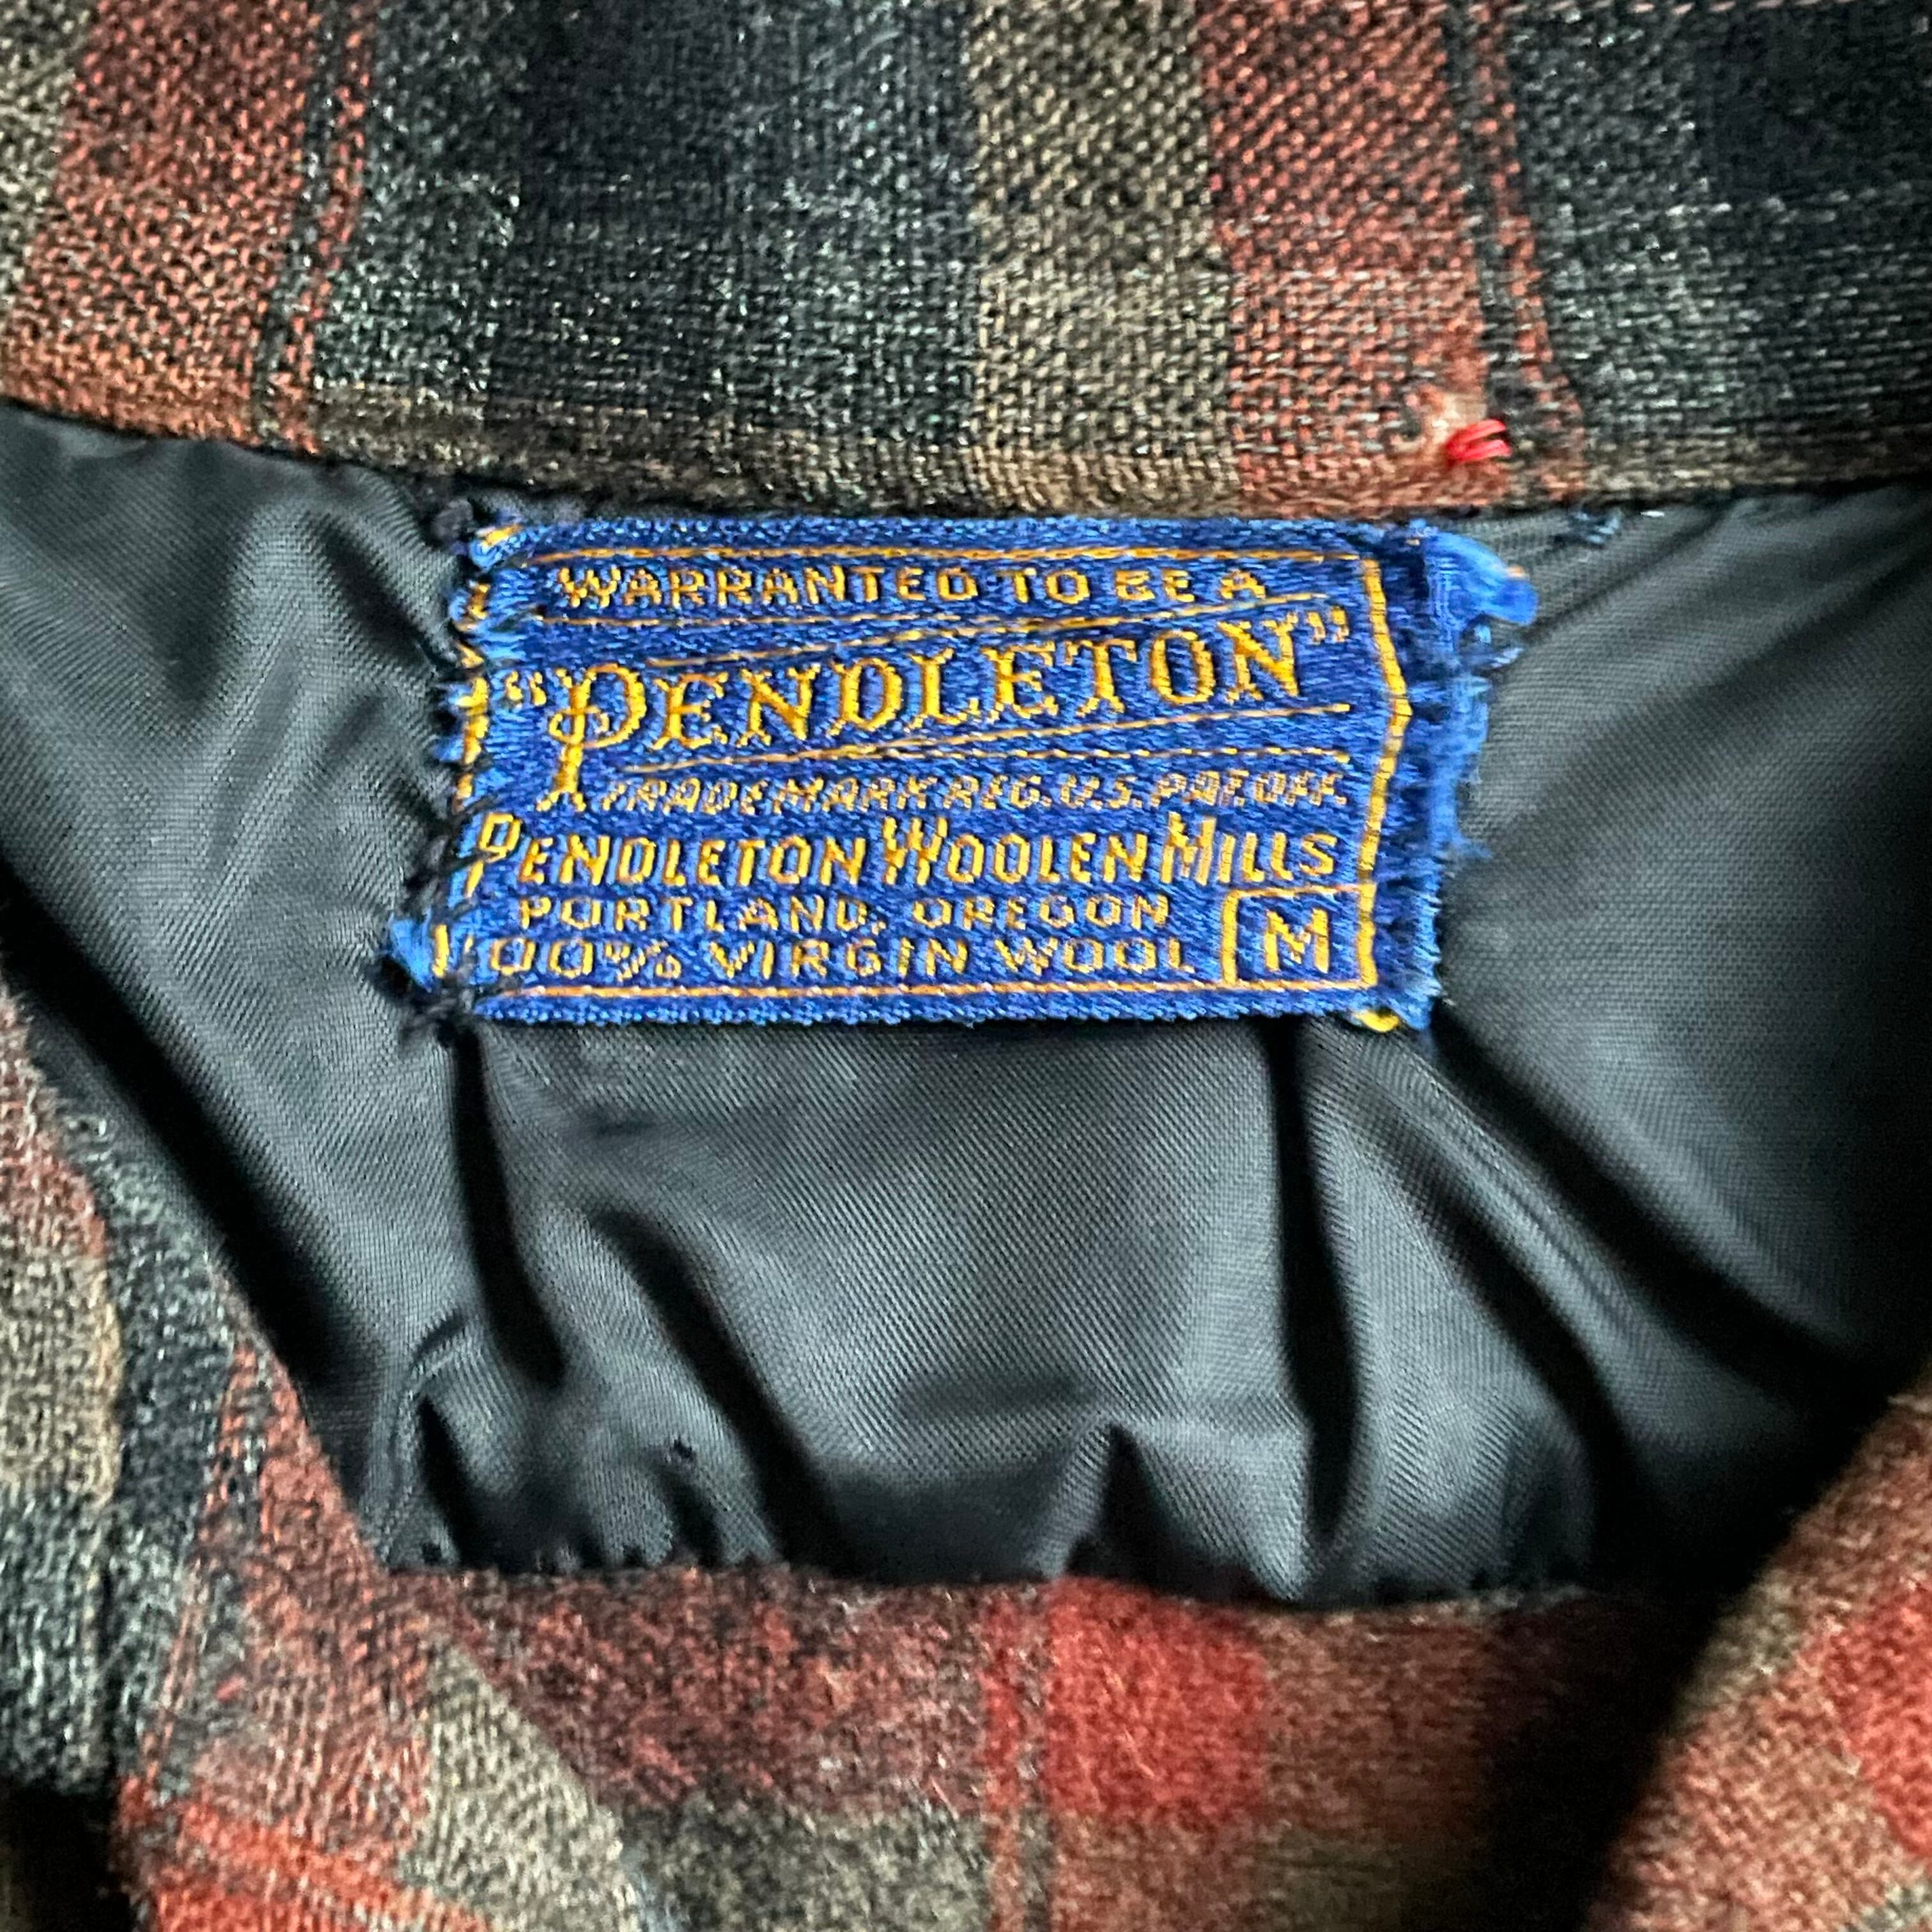 WARRANTED TO BE A
"PENDLETON"
TRADE MARK REG. U.S. PAT. OFF.
PENDLETON WOOLEN MILLS
PORTLAND, OREGON
100% VIRGIN WOOL M